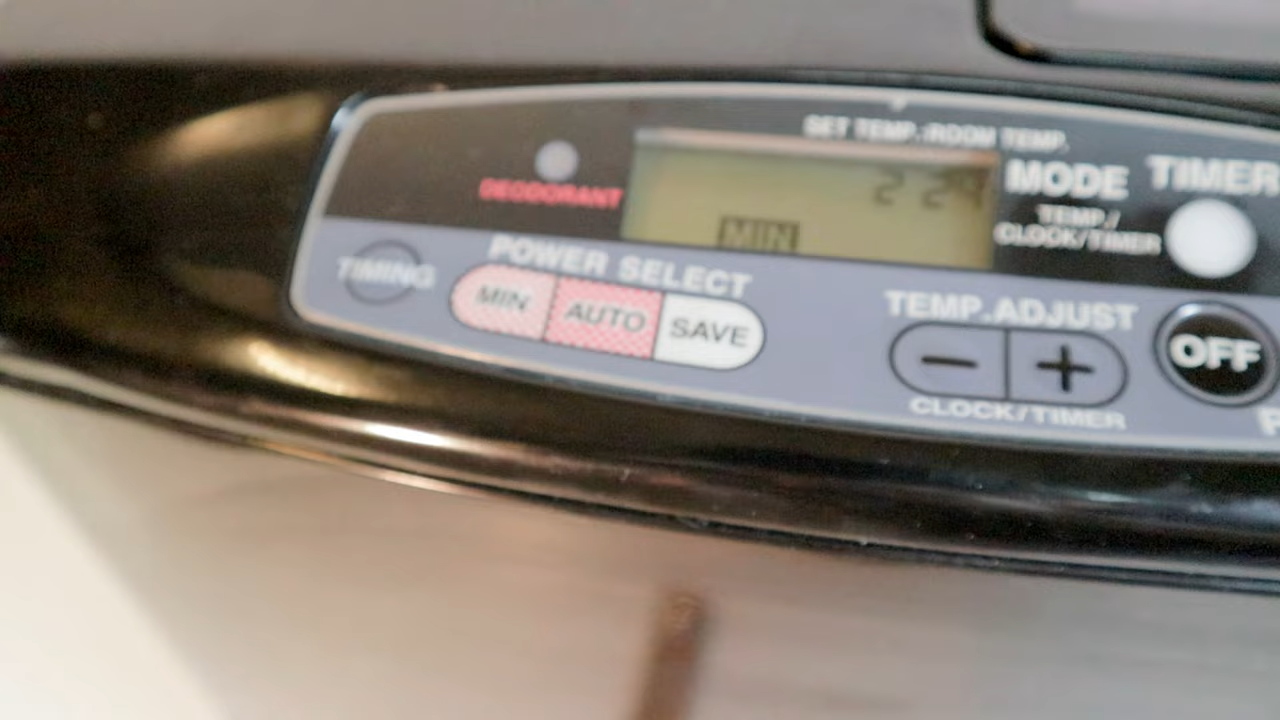 SET TEMP./ROOM TEMP.
DEODORANT
MIN
MODE
TEMP./
CLOCK/TIMER
TIMER
TIMING
POWER SELECT
MIN AUTO SAVE
TEMP.ADJUST
- +
CLOCK/TIMER
OFF